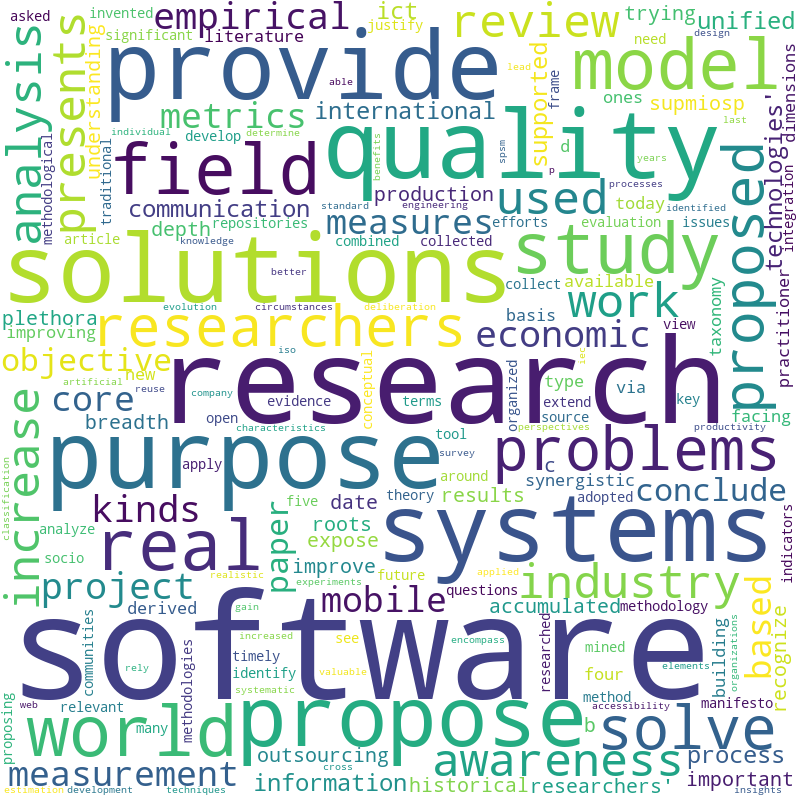 asked
invented
significant
empirical
literature
ict
justify
review
trying
unified
design
analysis
presents
understanding
provide
able
lead
need
model
frame
ones
supmiosp
dimensions
metrics
international
supported
last
technologies'
integration
individual
develop
determine
quality
benefits
spsm
years
methodological
traditional
field
production
used
d
p
processes
communication
standard
engineering
today
identified
proposed
depth
repositories
measures
efforts
evaluation
issues
article
knowledge
combined
collected
study
practitioner
solutions
better
collect
available
taxonomy
evolution
circumstances
deliberation
basis
work
plethora
improving
researchers
economic
view
objective
iso
conceptual
organized
iec
artificial
new
research
type
via
key
reuse
company
evidence
terms
extend
source
core
breadth
open
perspectives
facing
productivity
characteristics
tool
increase
purpose
survey
problems
classification
apply
around
c
synergistic
kinds
date
five
theory
results
adopted
conclude
analyze
roots
systems
indicators
real
paper
expose
socio
improve
future
realistic
experiments
applied
project
industry
based
recognize
derived
mobile
questions
accumulated
methodology
gain
communities
software
increased
see
encompass
researched
mined
building
organizations
timely
rely
identify
valuable
four
elements
methodologies
systematic
proposing
web
relevant
method
accessibility
manifesto
many
world
propose
b
solve
cross
outsourcing
awareness
process
measurement
information
historical
researchers'
important
estimation
development
techniques
insights